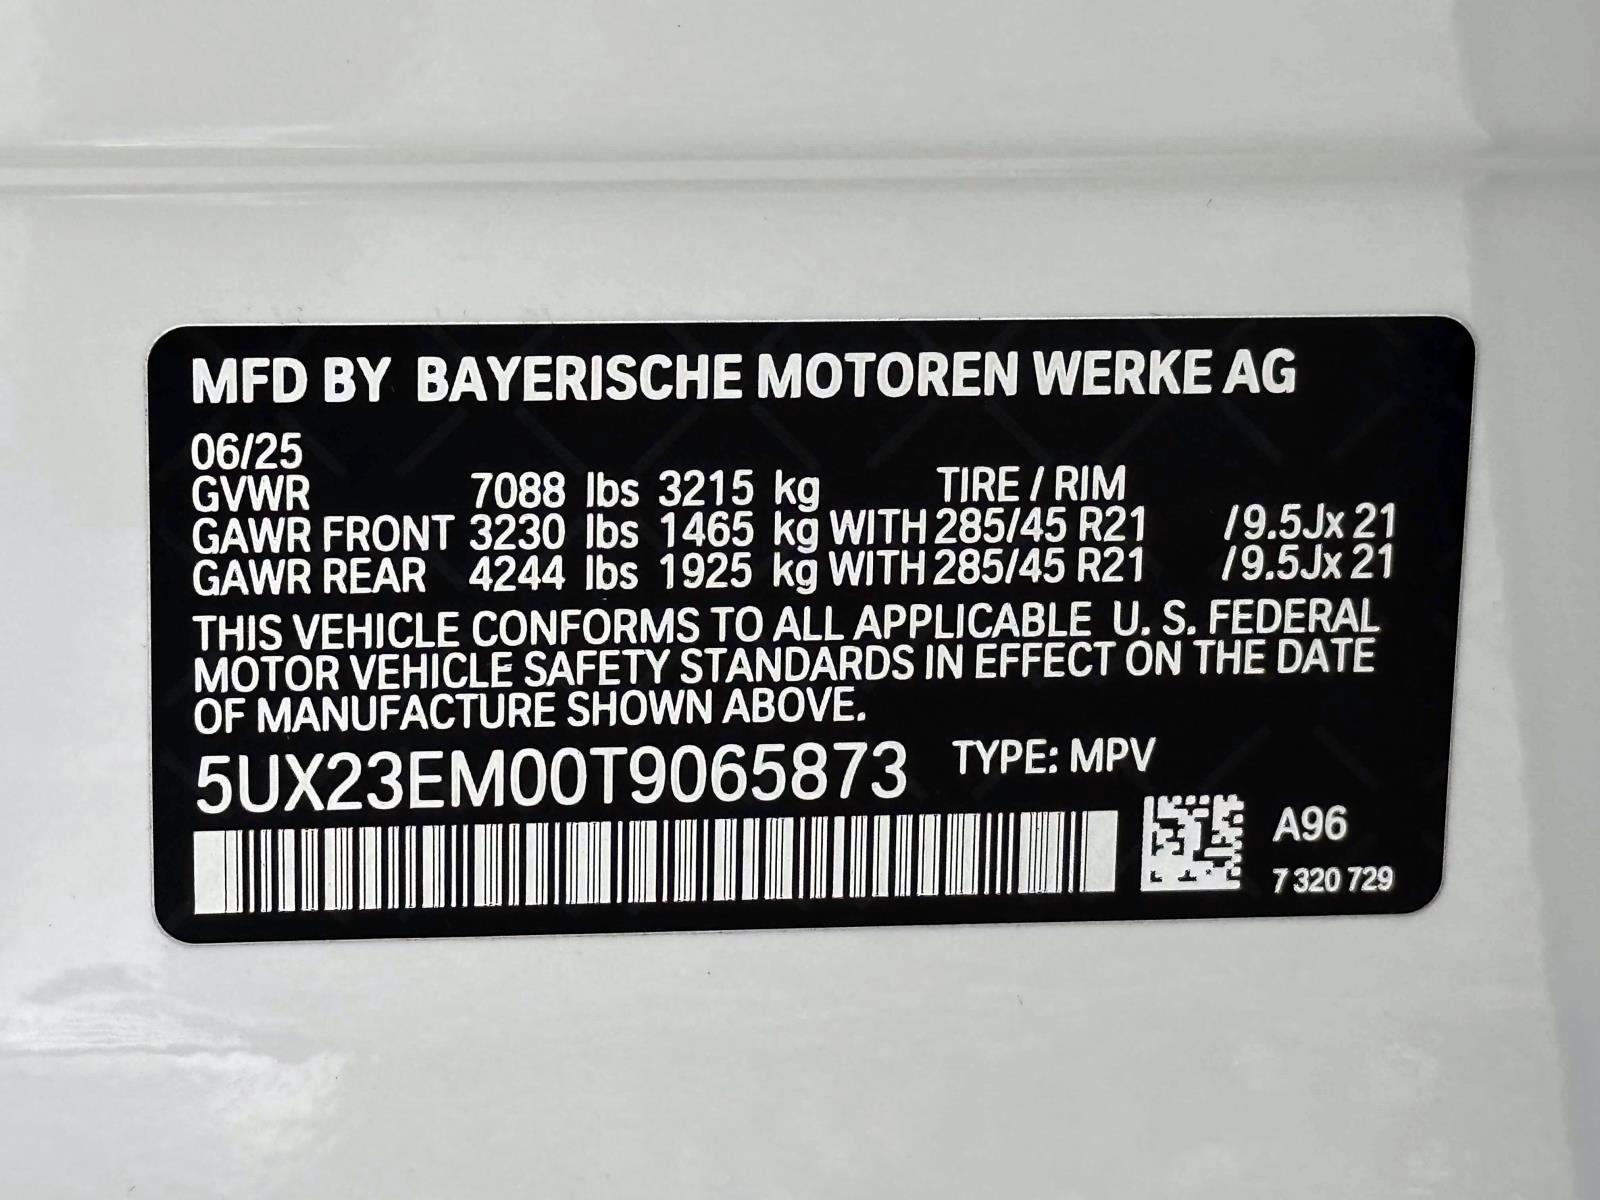 MFD BY BAYERISCHE MOTOREN WERKE AG
06/25
GVWR 7088 lbs 3215 kg TIRE / RIM
GAWR FRONT 3230 lbs 1465 kg WITH 285/45 R21 /9.5Jx 21
GAWR REAR 4244 lbs 1925 kg WITH 285/45 R21 /9.5Jx 21
THIS VEHICLE CONFORMS TO ALL APPLICABLE U. S. FEDERAL
MOTOR VEHICLE SAFETY STANDARDS IN EFFECT ON THE DATE
OF MANUFACTURE SHOWN ABOVE.
5UX23EM00T9065873 TYPE: MPV
A96
7 320 729